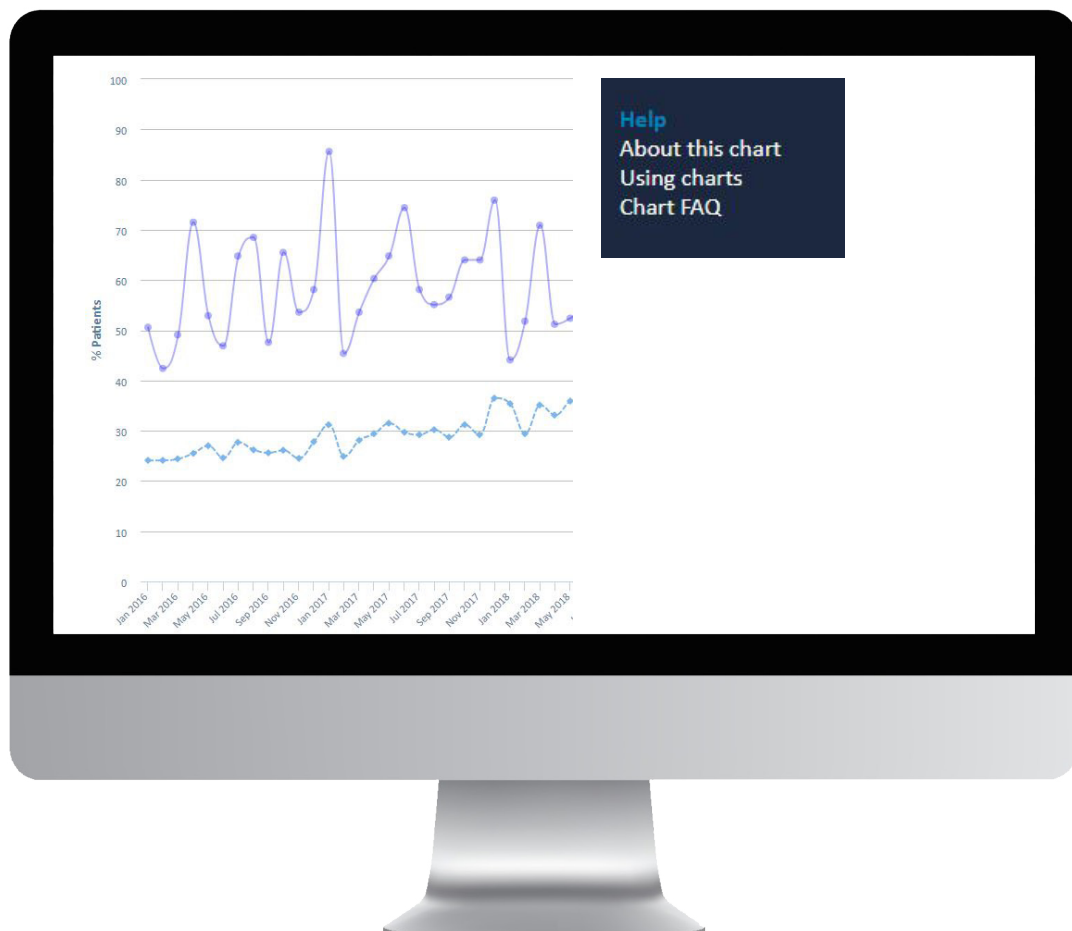 100
90
80
70
60
50
40
30
20
10
0
% Patients
Jan 2016
Mar 2016
May 2016
Jul 2016
Sep 2016
Nov 2016
Jan 2017
Mar 2017
May 2017
Jul 2017
Sep 2017
Nov 2017
Jan 2018
Mar 2018
May 2018
Help
About this chart
Using charts
Chart FAQ